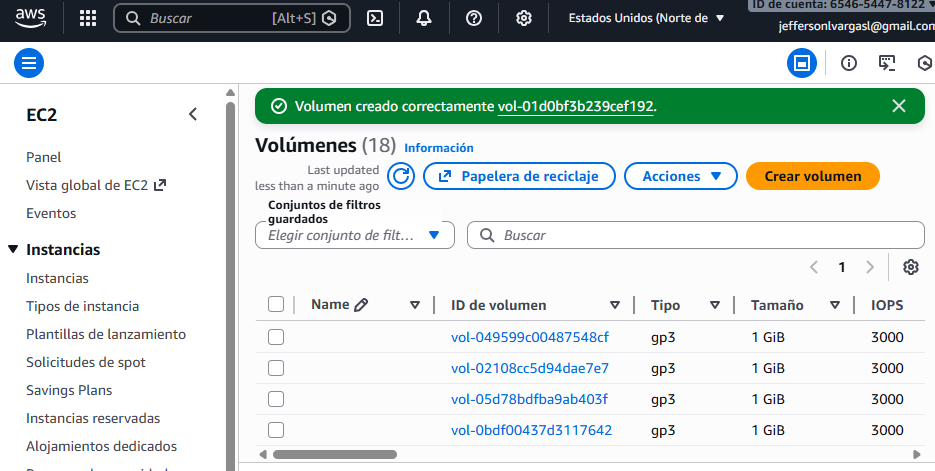 aws
Buscar
[Alt+S]
Estados Unidos (Norte de
ID de cuenta: 6546-5447-8122
jeffersonlvargasl@gmail.com
EC2
Panel
Vista global de EC2
Eventos
Instancias
Instancias
Tipos de instancia
Plantillas de lanzamiento
Solicitudes de spot
Savings Plans
Instancias reservadas
Alojamientos dedicados
Volumen creado correctamente vol-01d0bf3b239cef192.
Volúmenes (18) Información
Last updated
less than a minute ago
Papelera de reciclaje
Acciones
Crear volumen
Conjuntos de filtros
guardados
Elegir conjunto de filt...
Buscar
1
Name ID de volumen Tipo Tamaño IOPS
vol-049599c00487548cf gp3 1 GiB 3000
vol-02108cc5d94dae7e7 gp3 1 GiB 3000
vol-05d78bdfba9ab403f gp3 1 GiB 3000
vol-0bdf00437d3117642 gp3 1 GiB 3000